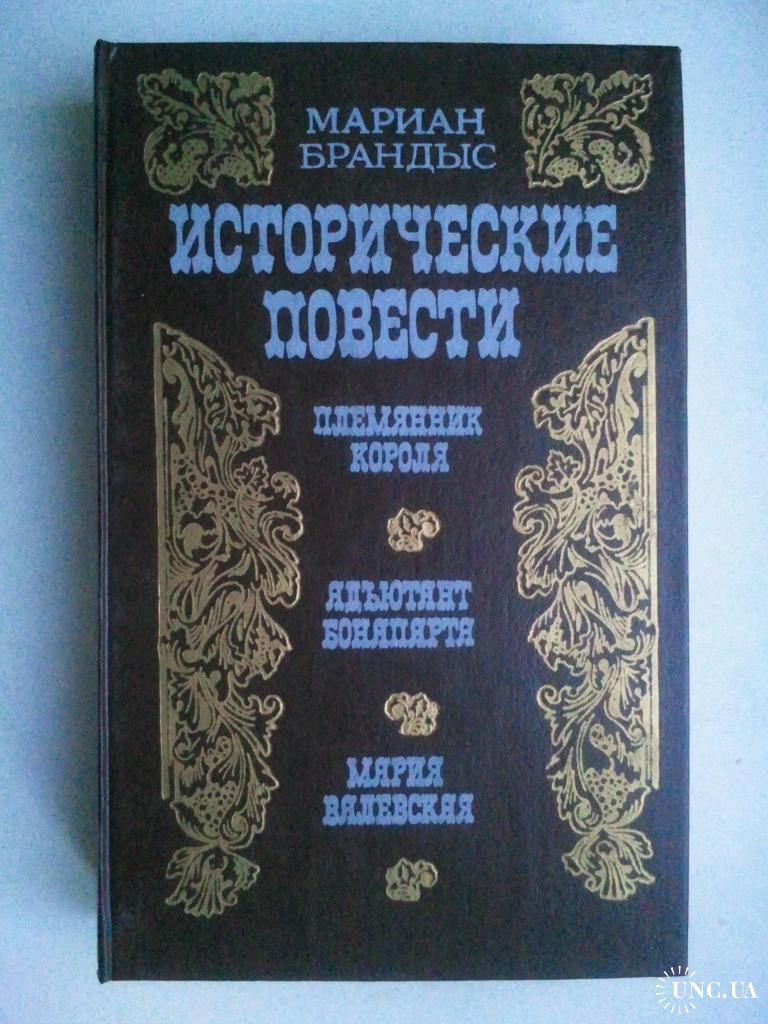 МАРИАН
БРАНДЫС
ИСТОРИЧЕСКИЕ
ПОВЕСТИ
ПЛЕМЯННИК
КОРОЛЯ
АДЪЮТАНТ
БОНАПАРТА
МАРИЯ
ВАЛЕВСКАЯ
UNC.UA